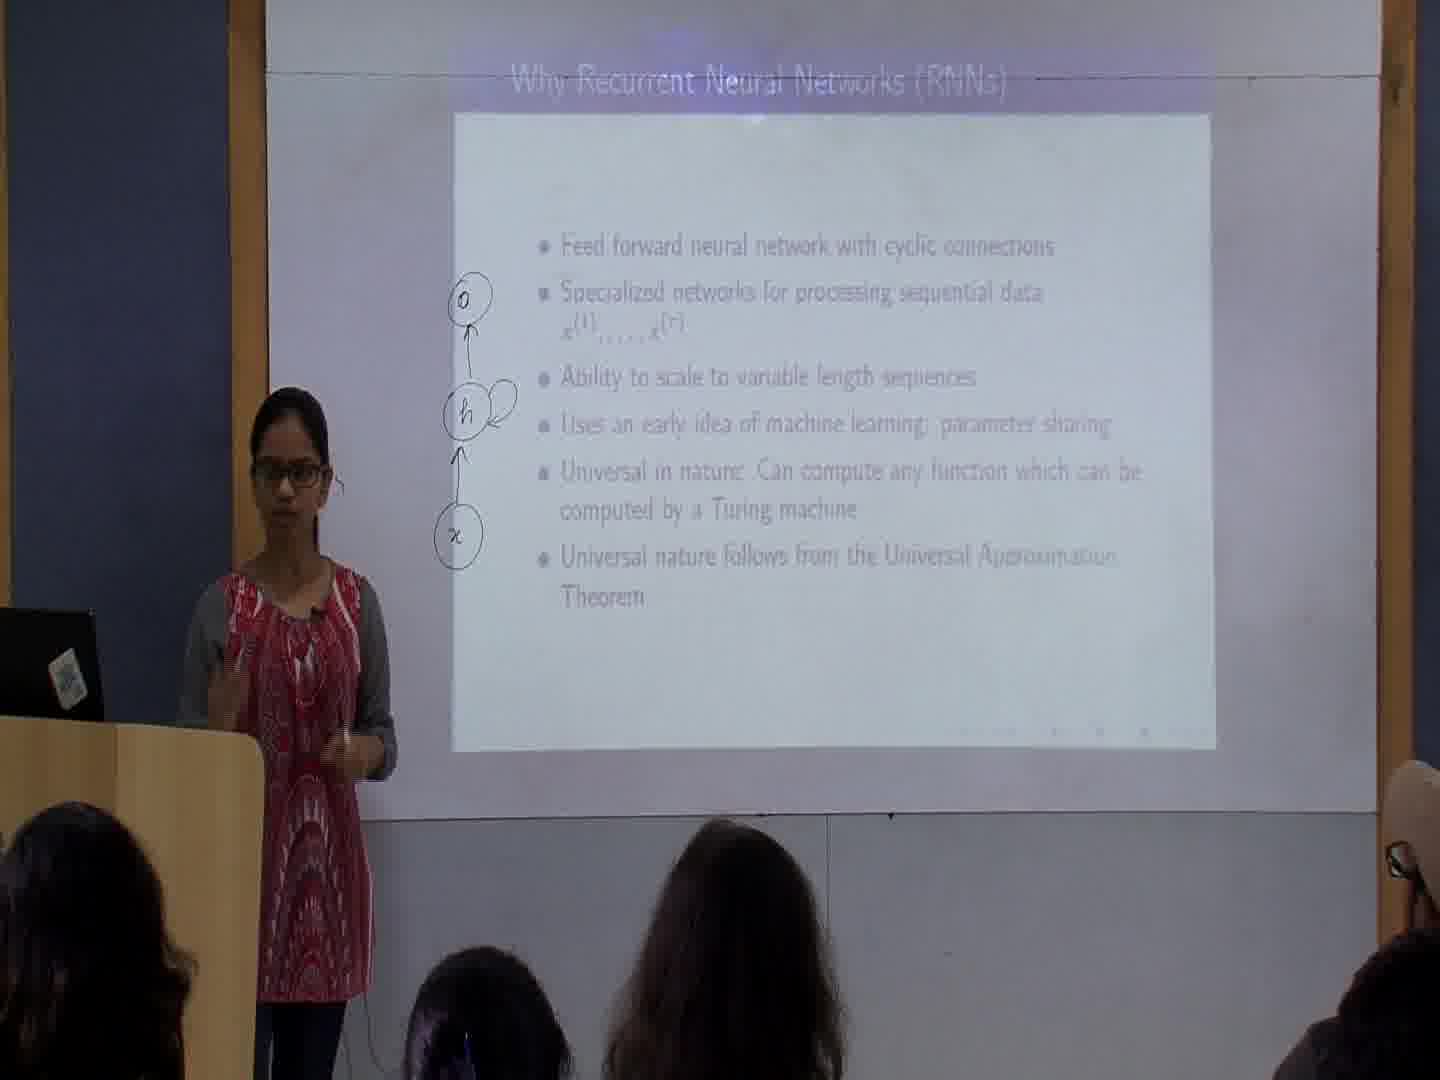 Why Recurrent Neural Networks (RNNs)
• Feed forward neural network with cyclic connections
• Specialized networks for processing sequential data
x^(1), . . . , x^(τ)
• Ability to scale to variable length sequences
• Uses an early idea of machine learning: parameter sharing
• Universal in nature. Can compute any function which can be
computed by a Turing machine
• Universal nature follows from the Universal Approximation
Theorem
o
h
x